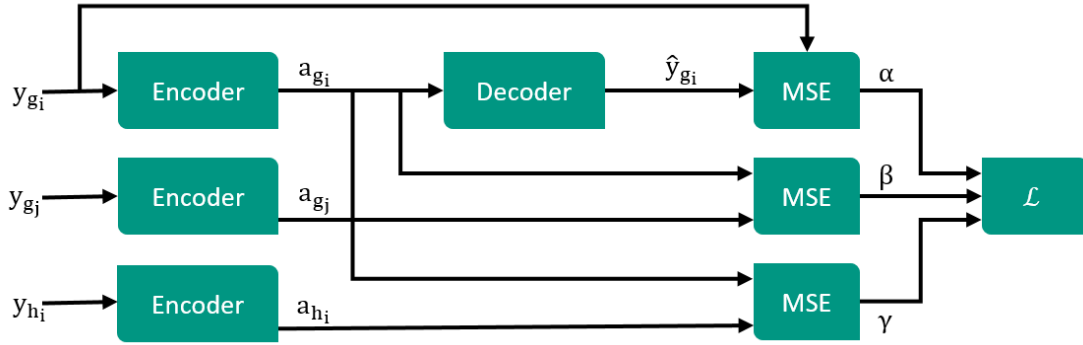 y_{g_i} Encoder a_{g_i} Decoder ŷ_{g_i} MSE α
y_{g_j} Encoder a_{g_j} MSE β ℒ
y_{h_i} Encoder a_{h_i} MSE γ